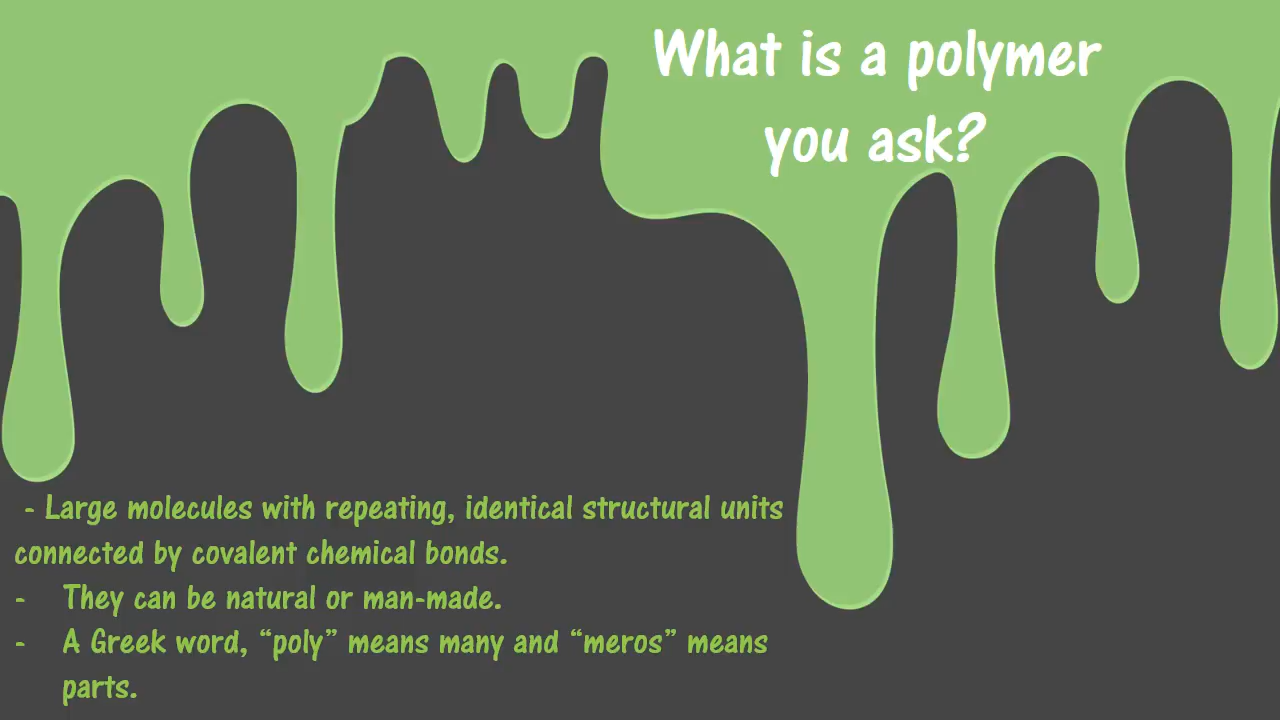 What is a polymer
you ask?
- Large molecules with repeating, identical structural units
connected by covalent chemical bonds.
- They can be natural or man-made.
- A Greek word, “poly” means many and “meros” means
parts.